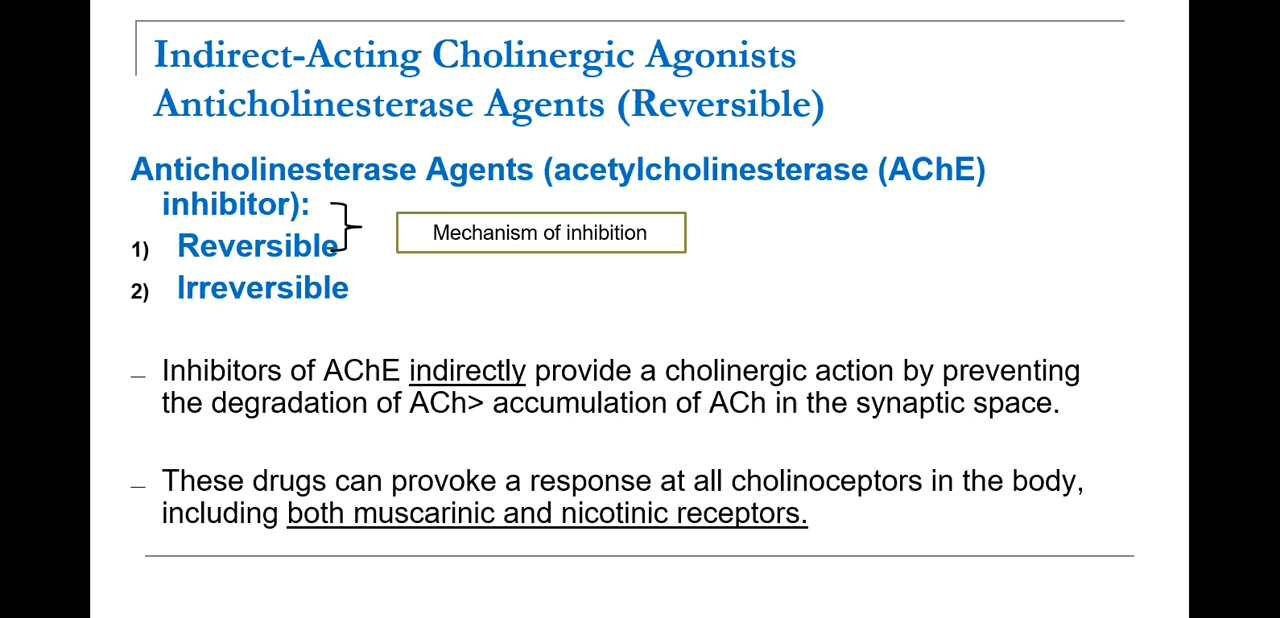 Indirect-Acting Cholinergic Agonists
Anticholinesterase Agents (Reversible)
Anticholinesterase Agents (acetylcholinesterase (AChE)
inhibitor):
Mechanism of inhibition
1) Reversible
2) Irreversible
– Inhibitors of AChE indirectly provide a cholinergic action by preventing
the degradation of ACh> accumulation of ACh in the synaptic space.
– These drugs can provoke a response at all cholinoceptors in the body,
including both muscarinic and nicotinic receptors.